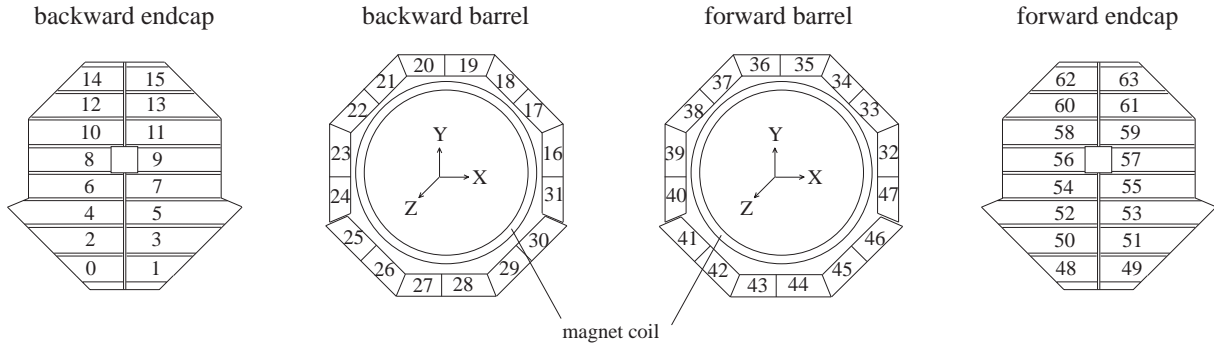 backward endcap
14 15
12 13
10 11
8 9
6 7
4 5
2 3
0 1
backward barrel
20 19
21 18
22 17
23 16
24 31
25 30
26 29
27 28
Y
X
Z
forward barrel
36 35
37 34
38 33
39 32
40 47
41 46
42 45
43 44
Y
X
Z
forward endcap
62 63
60 61
58 59
56 57
54 55
52 53
50 51
48 49
magnet coil